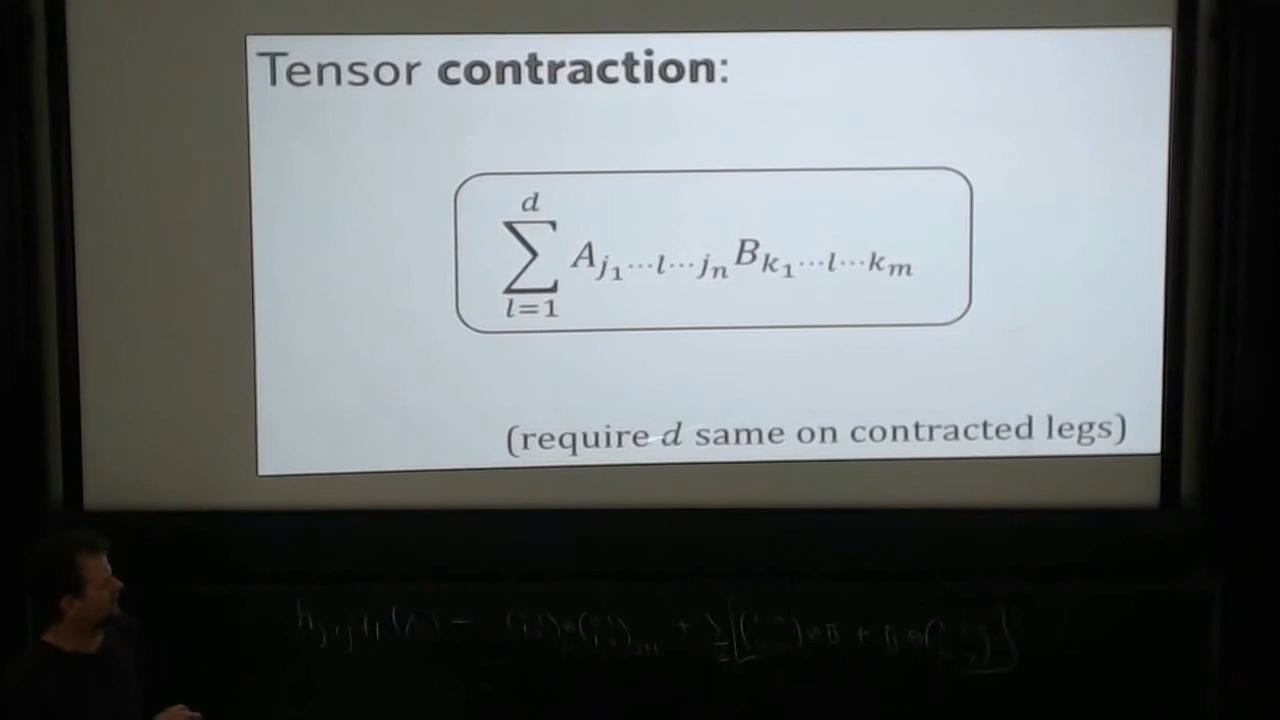 Tensor contraction:
d
∑ A_{j_1⋯l⋯j_n} B_{k_1⋯l⋯k_m}
l=1
(require d same on contracted legs)